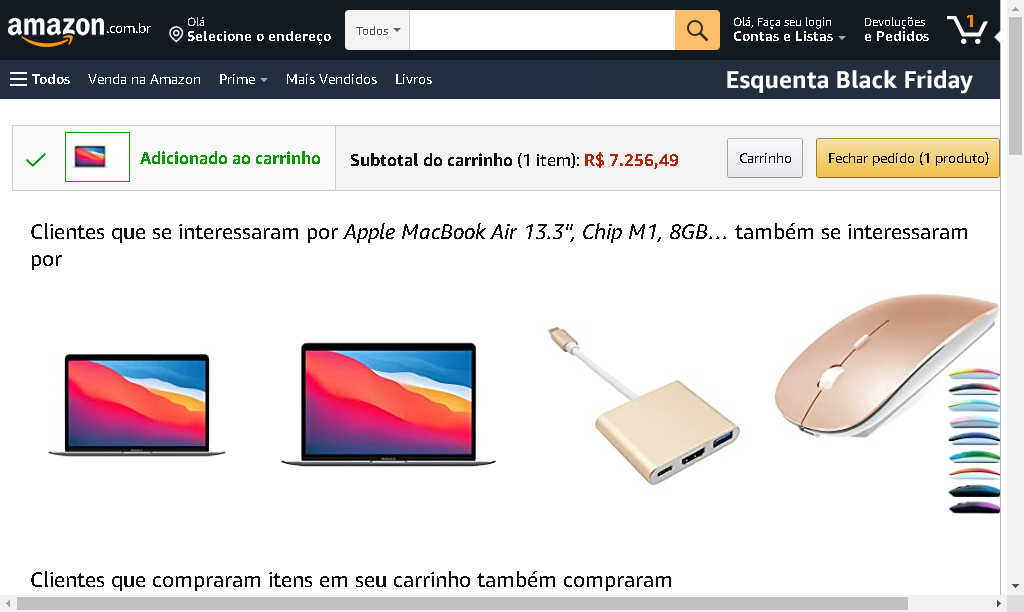 amazon.com.br
Olá
Selecione o endereço
Todos
Olá, Faça seu login
Contas e Listas
Devoluções
e Pedidos
1
Todos
Venda na Amazon
Prime
Mais Vendidos
Livros
Esquenta Black Friday
Adicionado ao carrinho
Subtotal do carrinho (1 item): R$ 7.256,49
Carrinho
Fechar pedido (1 produto)
Clientes que se interessaram por Apple MacBook Air 13.3", Chip M1, 8GB... também se interessaram
por
Clientes que compraram itens em seu carrinho também compraram